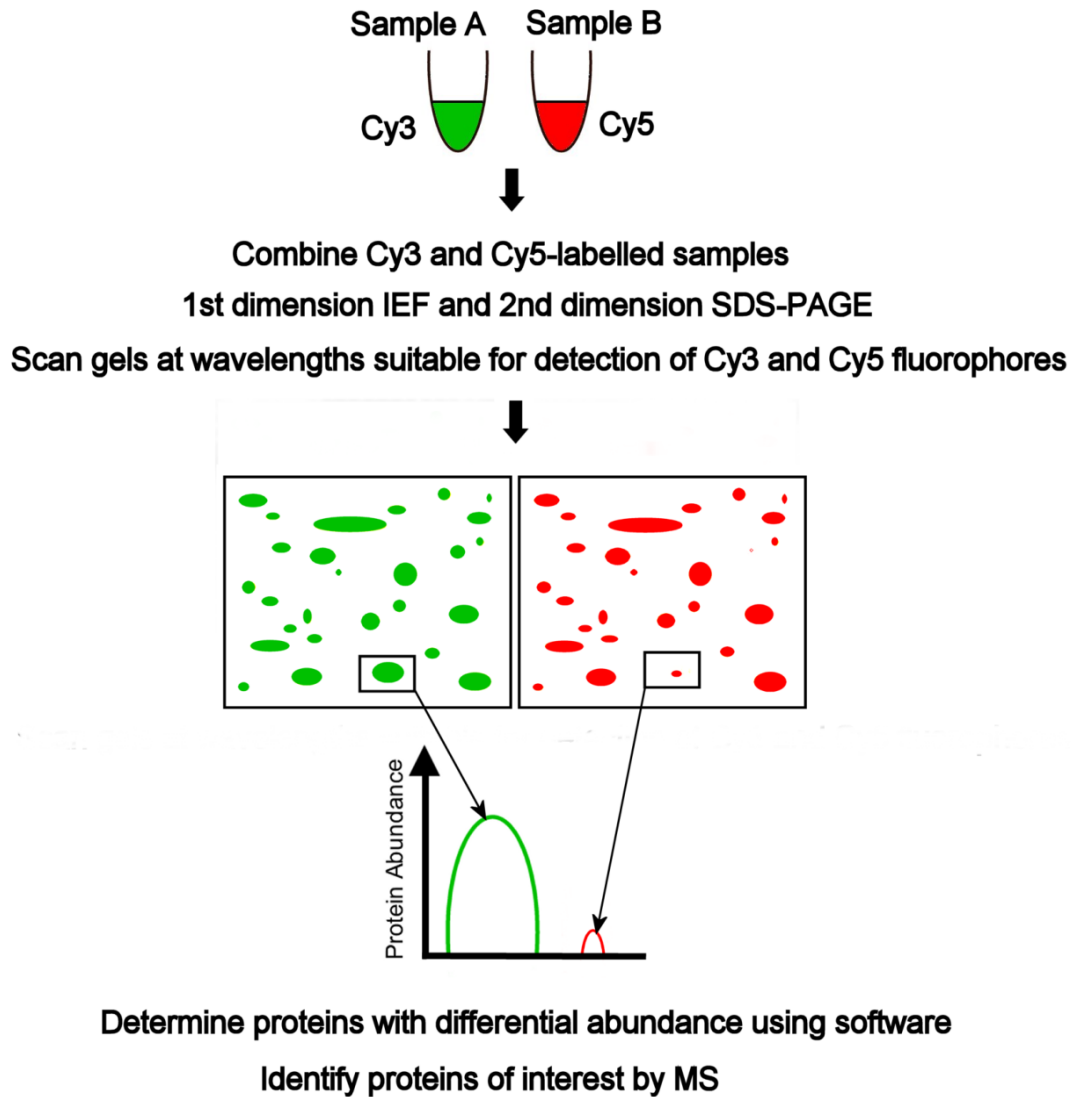 Sample A
Sample B
Cy3
Cy5
Combine Cy3 and Cy5-labelled samples
1st dimension IEF and 2nd dimension SDS-PAGE
Scan gels at wavelengths suitable for detection of Cy3 and Cy5 fluorophores
Protein Abundance
Determine proteins with differential abundance using software
Identify proteins of interest by MS